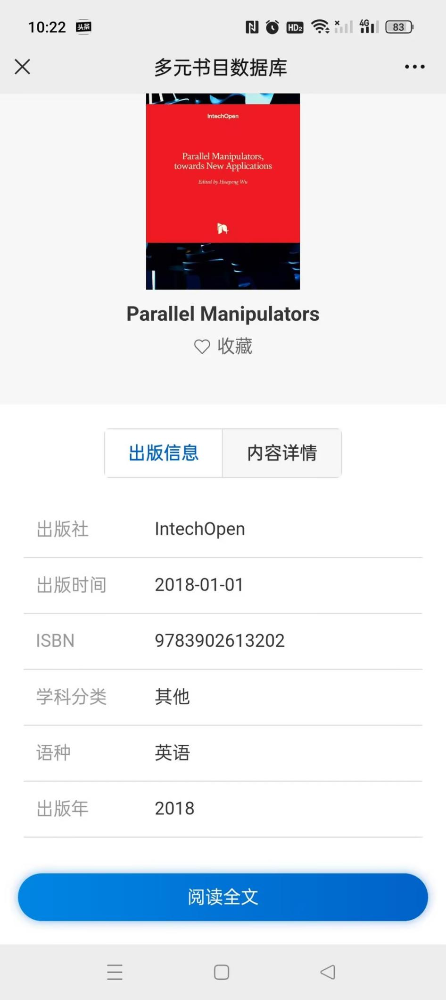 10:22 头条 HD2 4G 83
多元书目数据库
IntechOpen
Parallel Manipulators,
towards New Applications
Edited by Huapeng Wu
Parallel Manipulators
收藏
出版信息 内容详情
出版社 IntechOpen
出版时间 2018-01-01
ISBN 9783902613202
学科分类 其他
语种 英语
出版年 2018
阅读全文